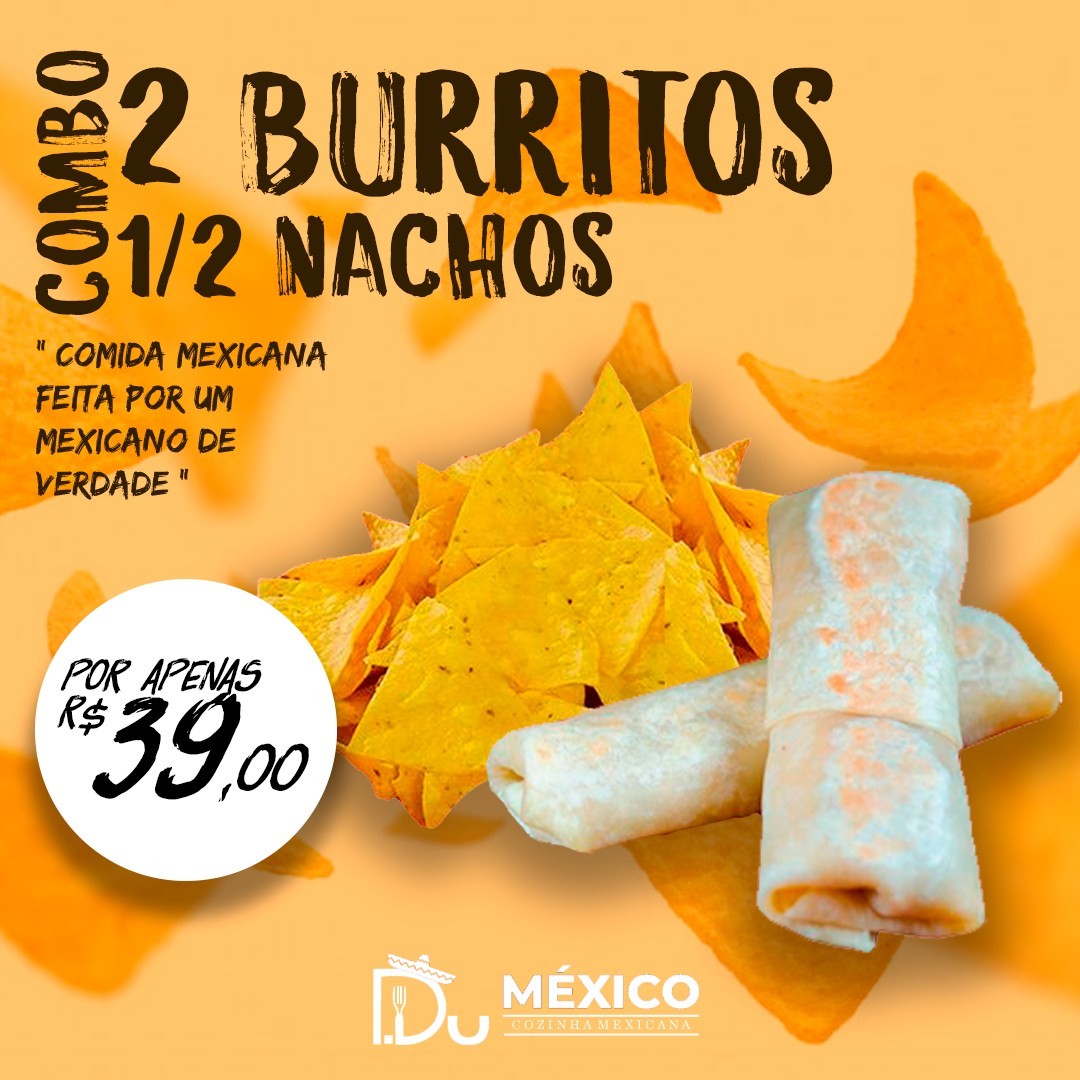 COMBO
2 BURRITOS
1/2 NACHOS
" COMIDA MEXICANA
FEITA POR UM
MEXICANO DE
VERDADE "
POR APENAS
R$ 39,00
P.Du MÉXICO
COZINHA MEXICANA